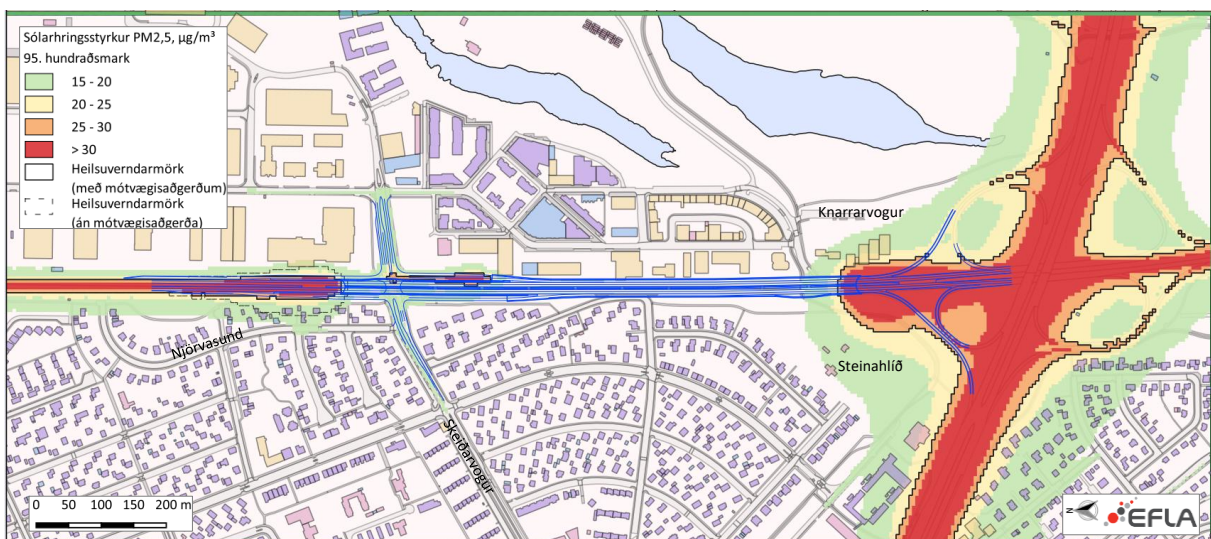 Sólarhringsstyrkur PM2,5, µg/m³
95. hundraðsmark
15 - 20
20 - 25
25 - 30
> 30
Heilsuverndarmörk
(með mótvægisaðgerðum)
Heilsuverndarmörk
(án mótvægisaðgerða)
Knarrarvogur
Njörvasund
Steinahlíð
Skeiðarvogur
0 50 100 150 200 m
N
EFLA